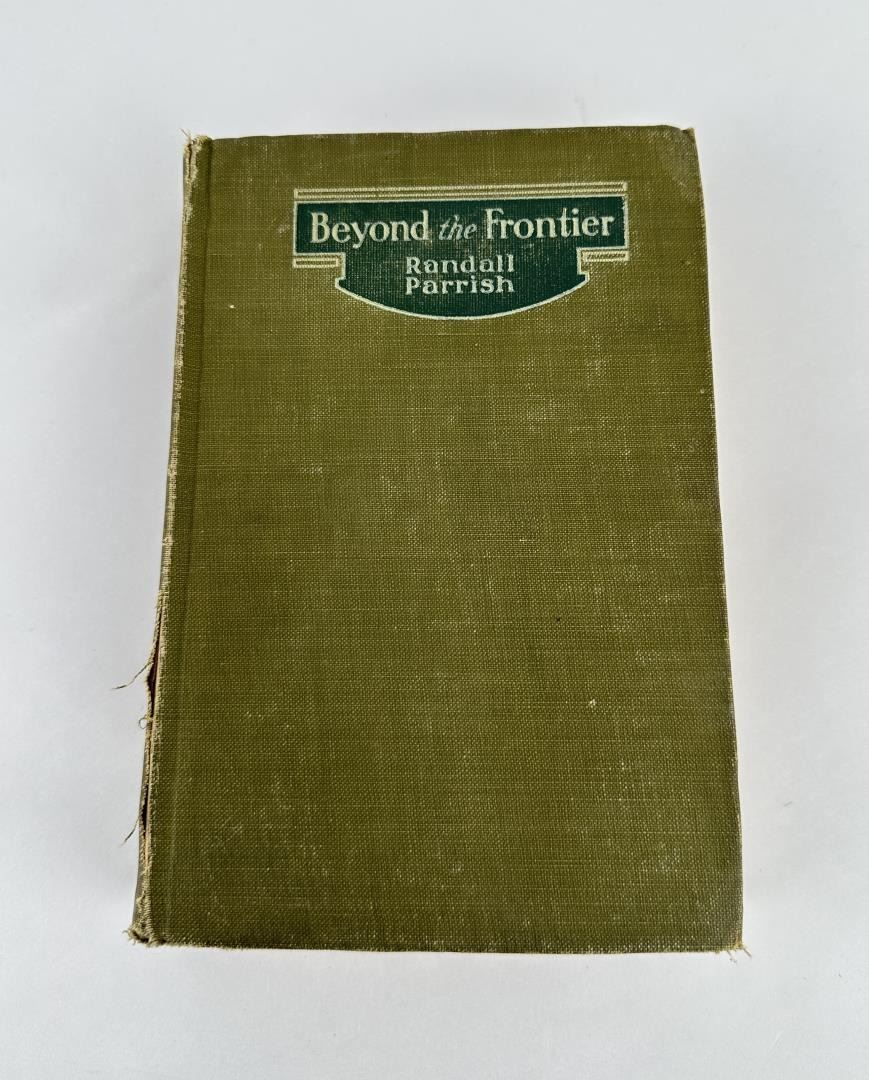 Beyond the Frontier
Randall
Parrish